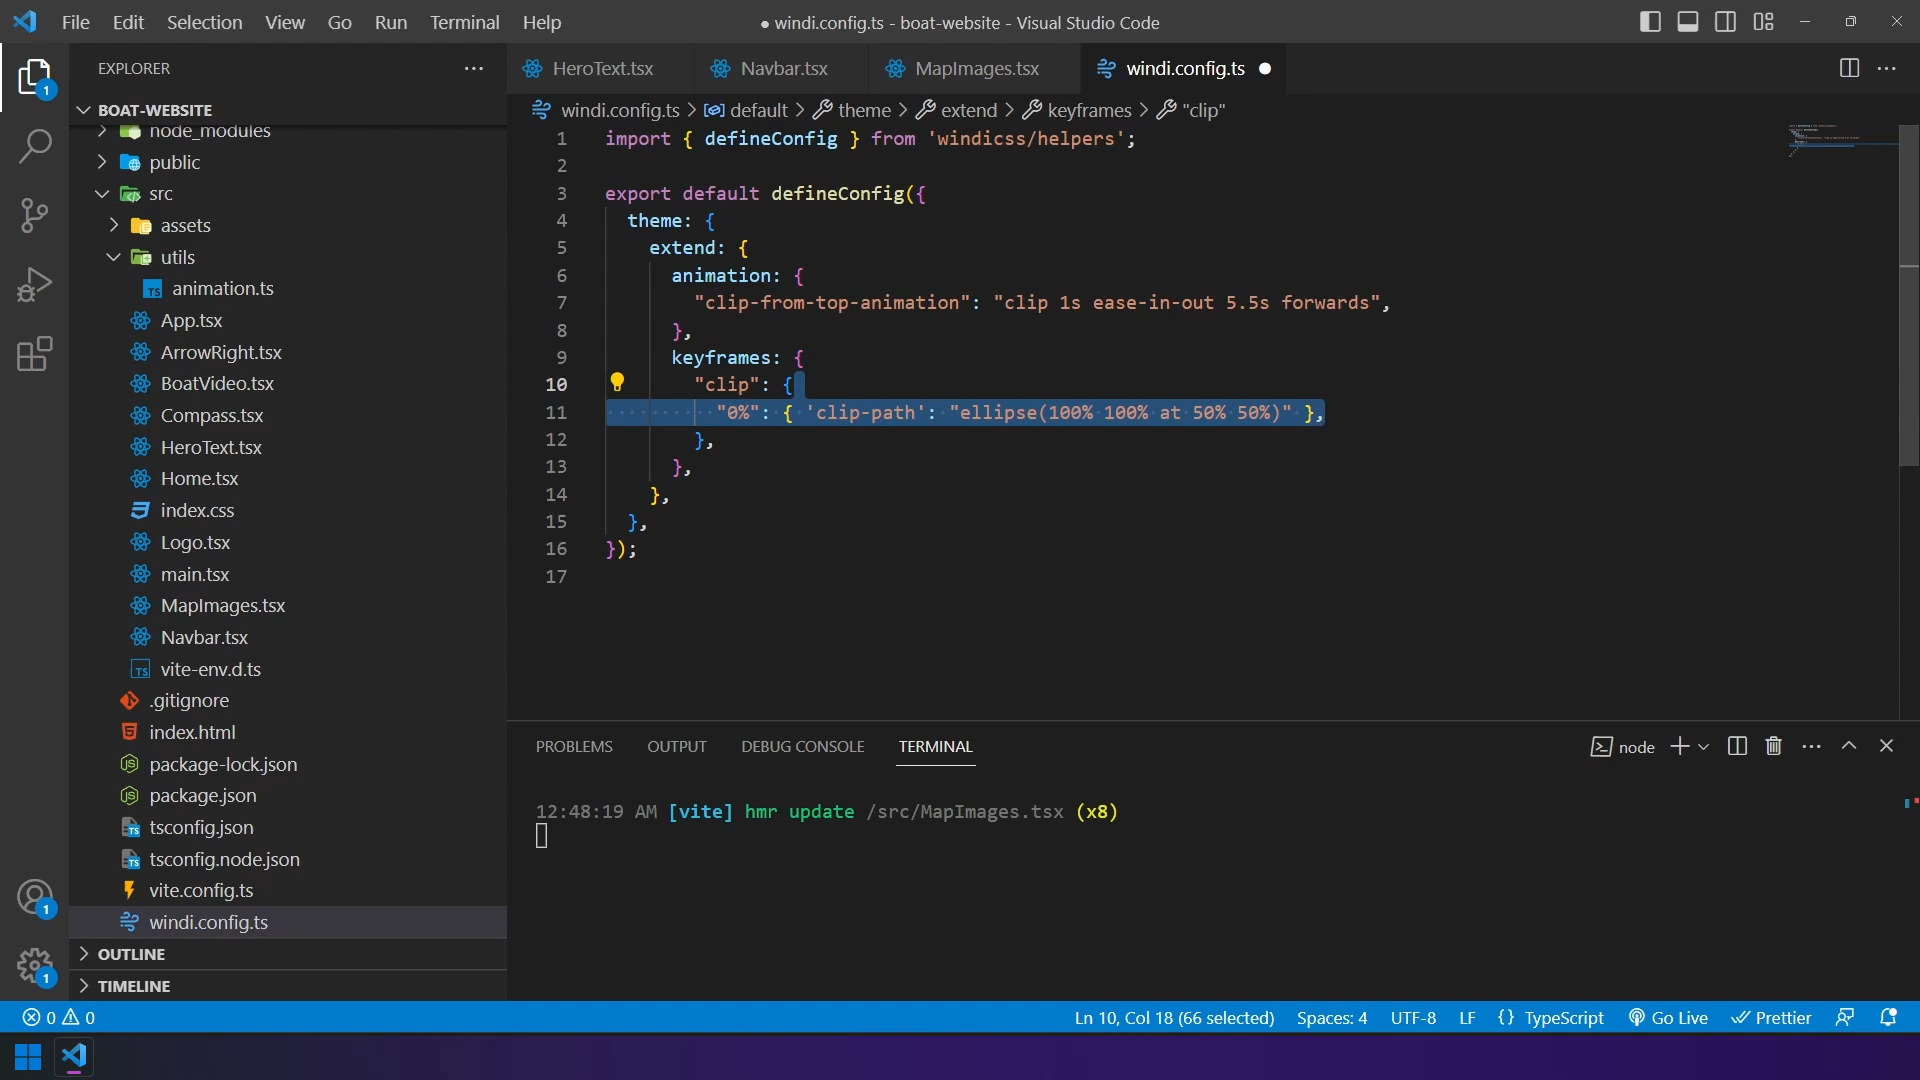 File Edit Selection View Go Run Terminal Help
● windi.config.ts - boat-website - Visual Studio Code
EXPLORER
BOAT-WEBSITE
node_modules
public
src
assets
utils
TS animation.ts
App.tsx
ArrowRight.tsx
BoatVideo.tsx
Compass.tsx
HeroText.tsx
Home.tsx
index.css
Logo.tsx
main.tsx
MapImages.tsx
Navbar.tsx
TS vite-env.d.ts
.gitignore
index.html
package-lock.json
package.json
tsconfig.json
tsconfig.node.json
vite.config.ts
windi.config.ts
OUTLINE
TIMELINE
1
1
1
HeroText.tsx Navbar.tsx MapImages.tsx windi.config.ts ●
windi.config.ts > default > theme > extend > keyframes > "clip"
1 import { defineConfig } from 'windicss/helpers';
2
3 export default defineConfig({
4 theme: {
5 extend: {
6 animation: {
7 "clip-from-top-animation": "clip 1s ease-in-out 5.5s forwards",
8 },
9 keyframes: {
10 "clip": {
11 "0%": { 'clip-path': "ellipse(100% 100% at 50% 50%)" },
12 },
13 },
14 },
15 },
16 });
17
PROBLEMS OUTPUT DEBUG CONSOLE TERMINAL
node
12:48:19 AM [vite] hmr update /src/MapImages.tsx (x8)
0 0
Ln 10, Col 18 (66 selected) Spaces: 4 UTF-8 LF {} TypeScript Go Live Prettier